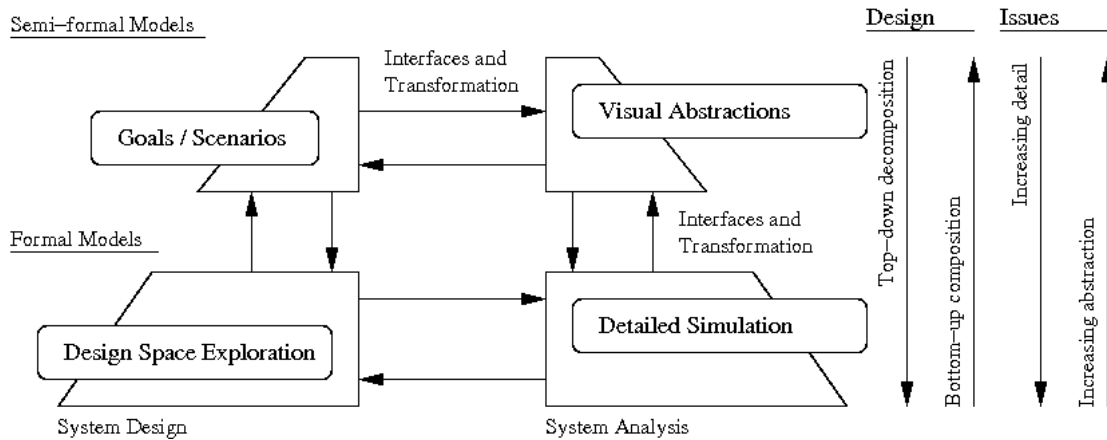 Semi-formal Models
Design
Issues
Interfaces and
Transformation
Goals / Scenarios
Visual Abstractions
Formal Models
Interfaces and
Transformation
Design Space Exploration
Detailed Simulation
System Design
System Analysis
Top-down decomposition
Bottom-up composition
Increasing detail
Increasing abstraction